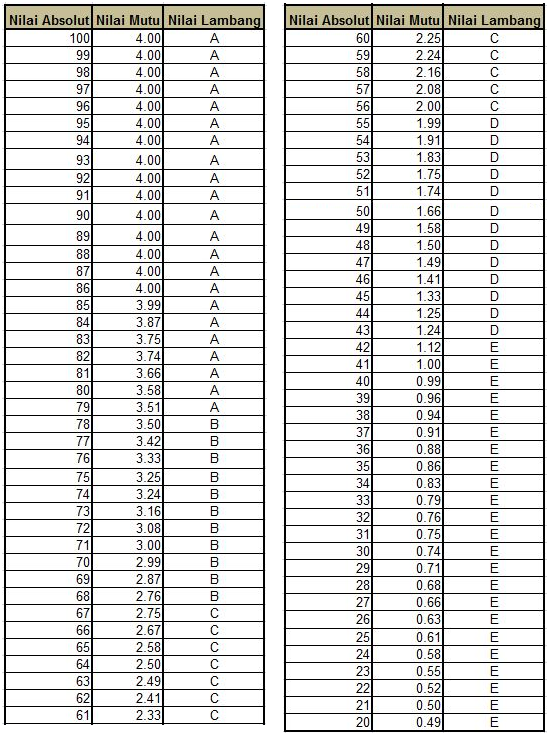 Nilai Absolut Nilai Mutu Nilai Lambang
100 4.00 A
99 4.00 A
98 4.00 A
97 4.00 A
96 4.00 A
95 4.00 A
94 4.00 A
93 4.00 A
92 4.00 A
91 4.00 A
90 4.00 A
89 4.00 A
88 4.00 A
87 4.00 A
86 4.00 A
85 3.99 A
84 3.87 A
83 3.75 A
82 3.74 A
81 3.66 A
80 3.58 A
79 3.51 A
78 3.50 B
77 3.42 B
76 3.33 B
75 3.25 B
74 3.24 B
73 3.16 B
72 3.08 B
71 3.00 B
70 2.99 B
69 2.87 B
68 2.76 B
67 2.75 C
66 2.67 C
65 2.58 C
64 2.50 C
63 2.49 C
62 2.41 C
61 2.33 C
Nilai Absolut Nilai Mutu Nilai Lambang
60 2.25 C
59 2.24 C
58 2.16 C
57 2.08 C
56 2.00 C
55 1.99 D
54 1.91 D
53 1.83 D
52 1.75 D
51 1.74 D
50 1.66 D
49 1.58 D
48 1.50 D
47 1.49 D
46 1.41 D
45 1.33 D
44 1.25 D
43 1.24 D
42 1.12 E
41 1.00 E
40 0.99 E
39 0.96 E
38 0.94 E
37 0.91 E
36 0.88 E
35 0.86 E
34 0.83 E
33 0.79 E
32 0.76 E
31 0.75 E
30 0.74 E
29 0.71 E
28 0.68 E
27 0.66 E
26 0.63 E
25 0.61 E
24 0.58 E
23 0.55 E
22 0.52 E
21 0.50 E
20 0.49 E